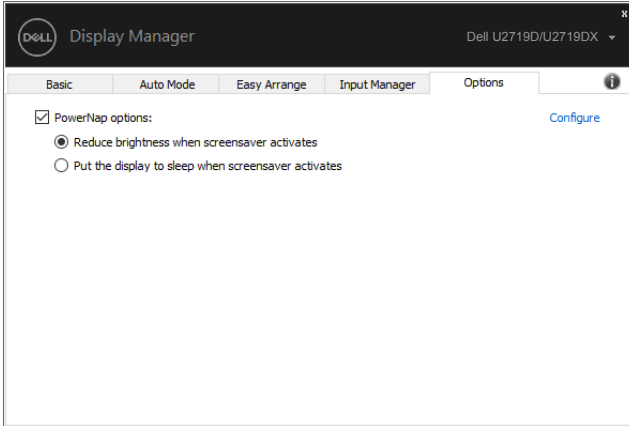 x
DELL Display Manager Dell U2719D/U2719DX
Basic Auto Mode Easy Arrange Input Manager Options i
PowerNap options: Configure
Reduce brightness when screensaver activates
Put the display to sleep when screensaver activates